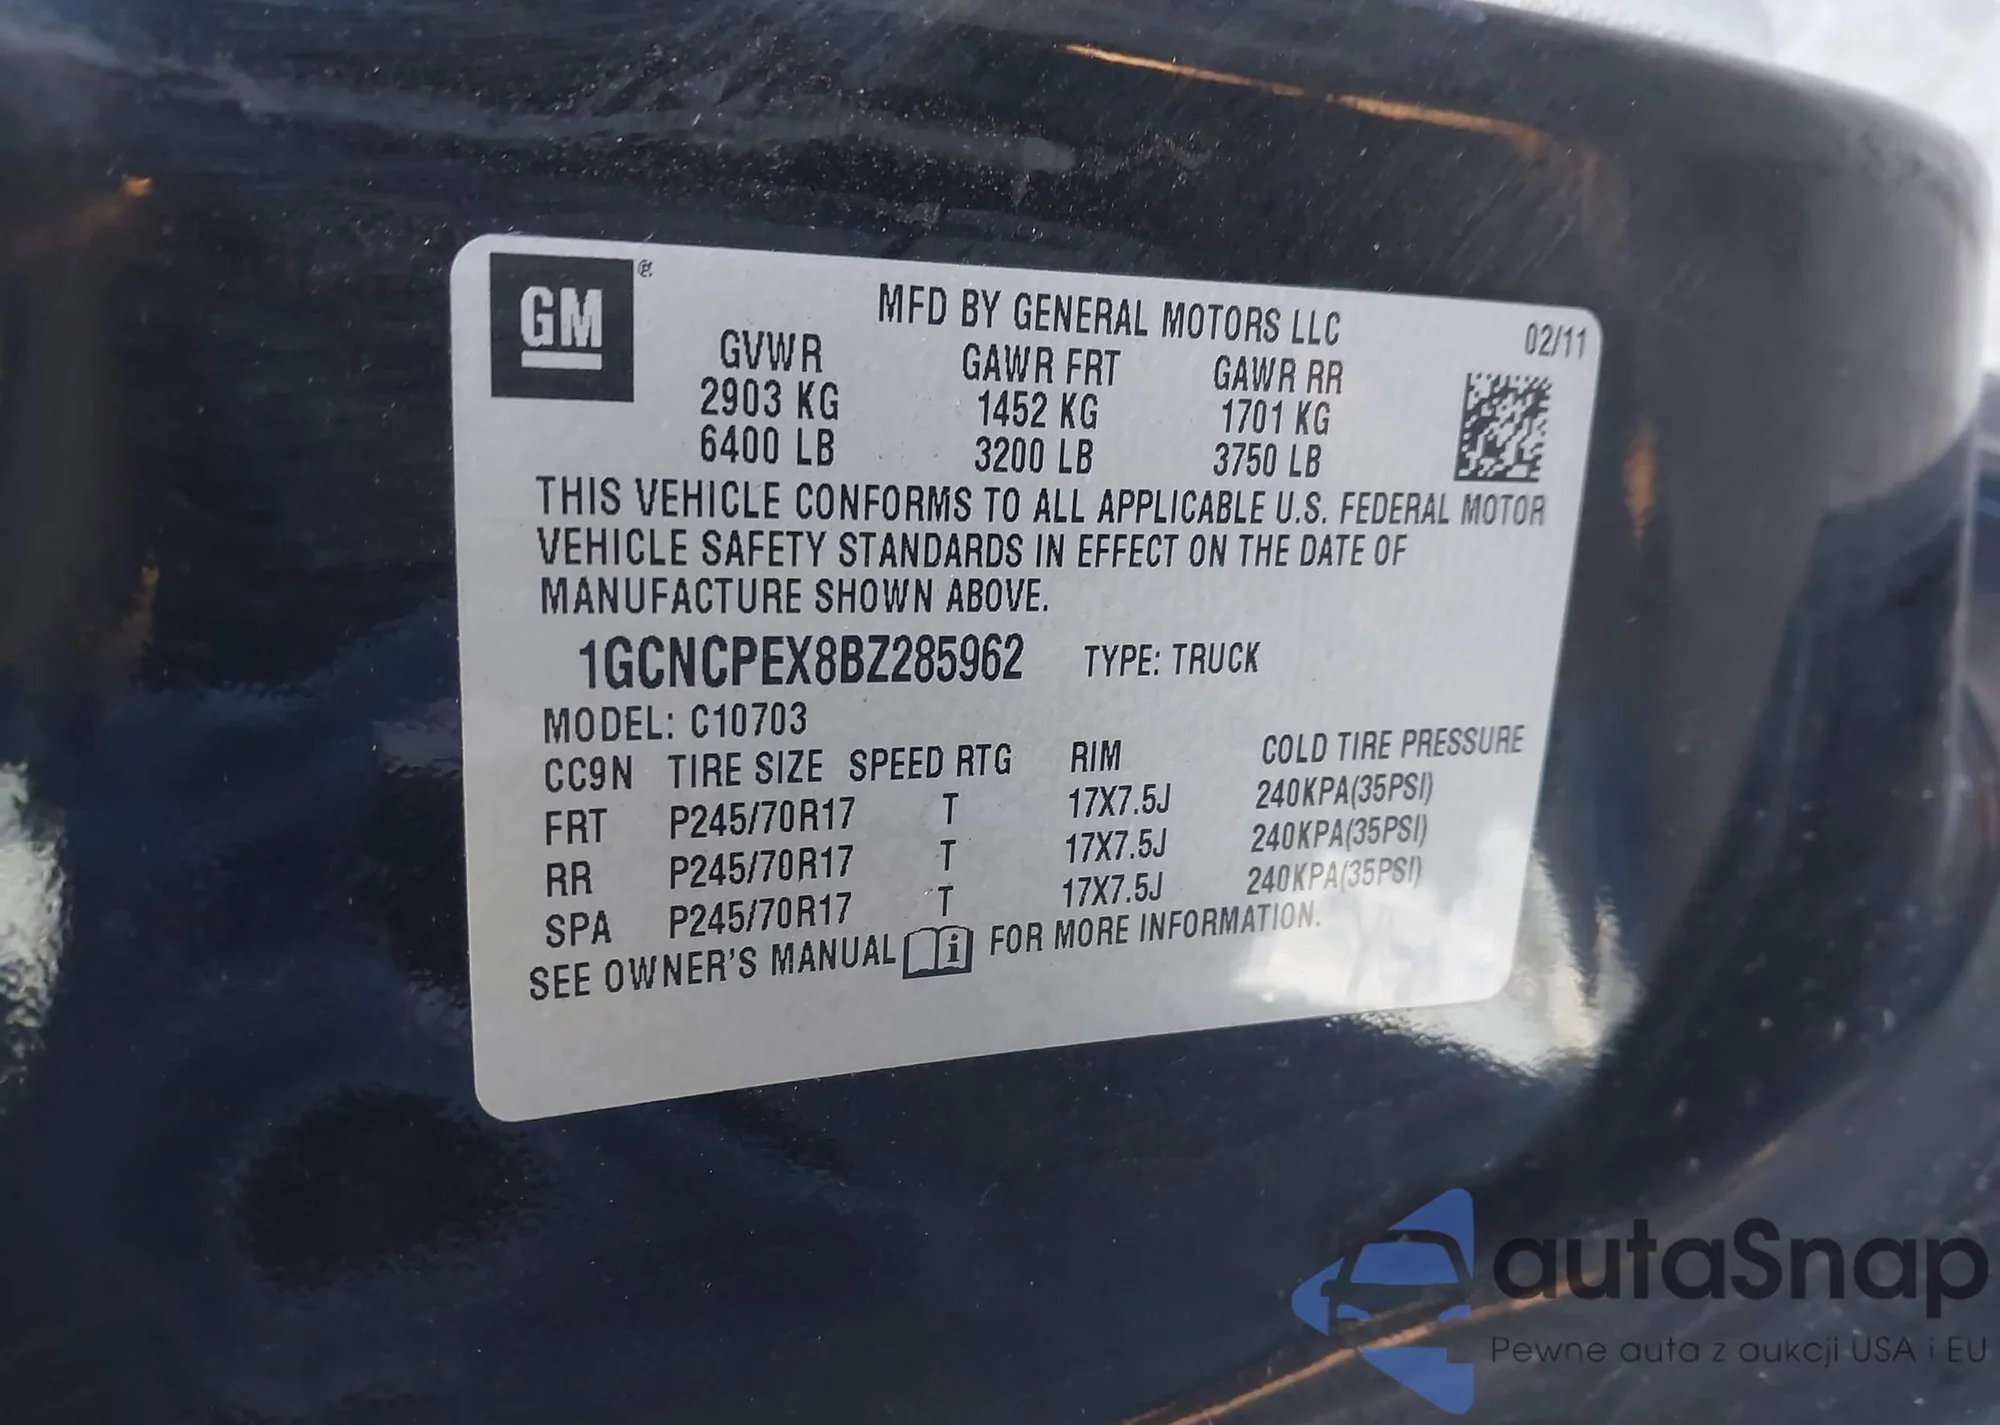 GM
MFD BY GENERAL MOTORS LLC 02/11
GVWR GAWR FRT GAWR RR
2903 KG 1452 KG 1701 KG
6400 LB 3200 LB 3750 LB
THIS VEHICLE CONFORMS TO ALL APPLICABLE U.S. FEDERAL MOTOR
VEHICLE SAFETY STANDARDS IN EFFECT ON THE DATE OF
MANUFACTURE SHOWN ABOVE.
1GCNCPEX8BZ285962 TYPE: TRUCK
MODEL: C10703
CC9N TIRE SIZE SPEED RTG RIM COLD TIRE PRESSURE
FRT P245/70R17 T 17X7.5J 240KPA(35PSI)
RR P245/70R17 T 17X7.5J 240KPA(35PSI)
SPA P245/70R17 T 17X7.5J 240KPA(35PSI)
SEE OWNER'S MANUAL i FOR MORE INFORMATION.
autaSnap
Pewne auta z aukcji USA i EU